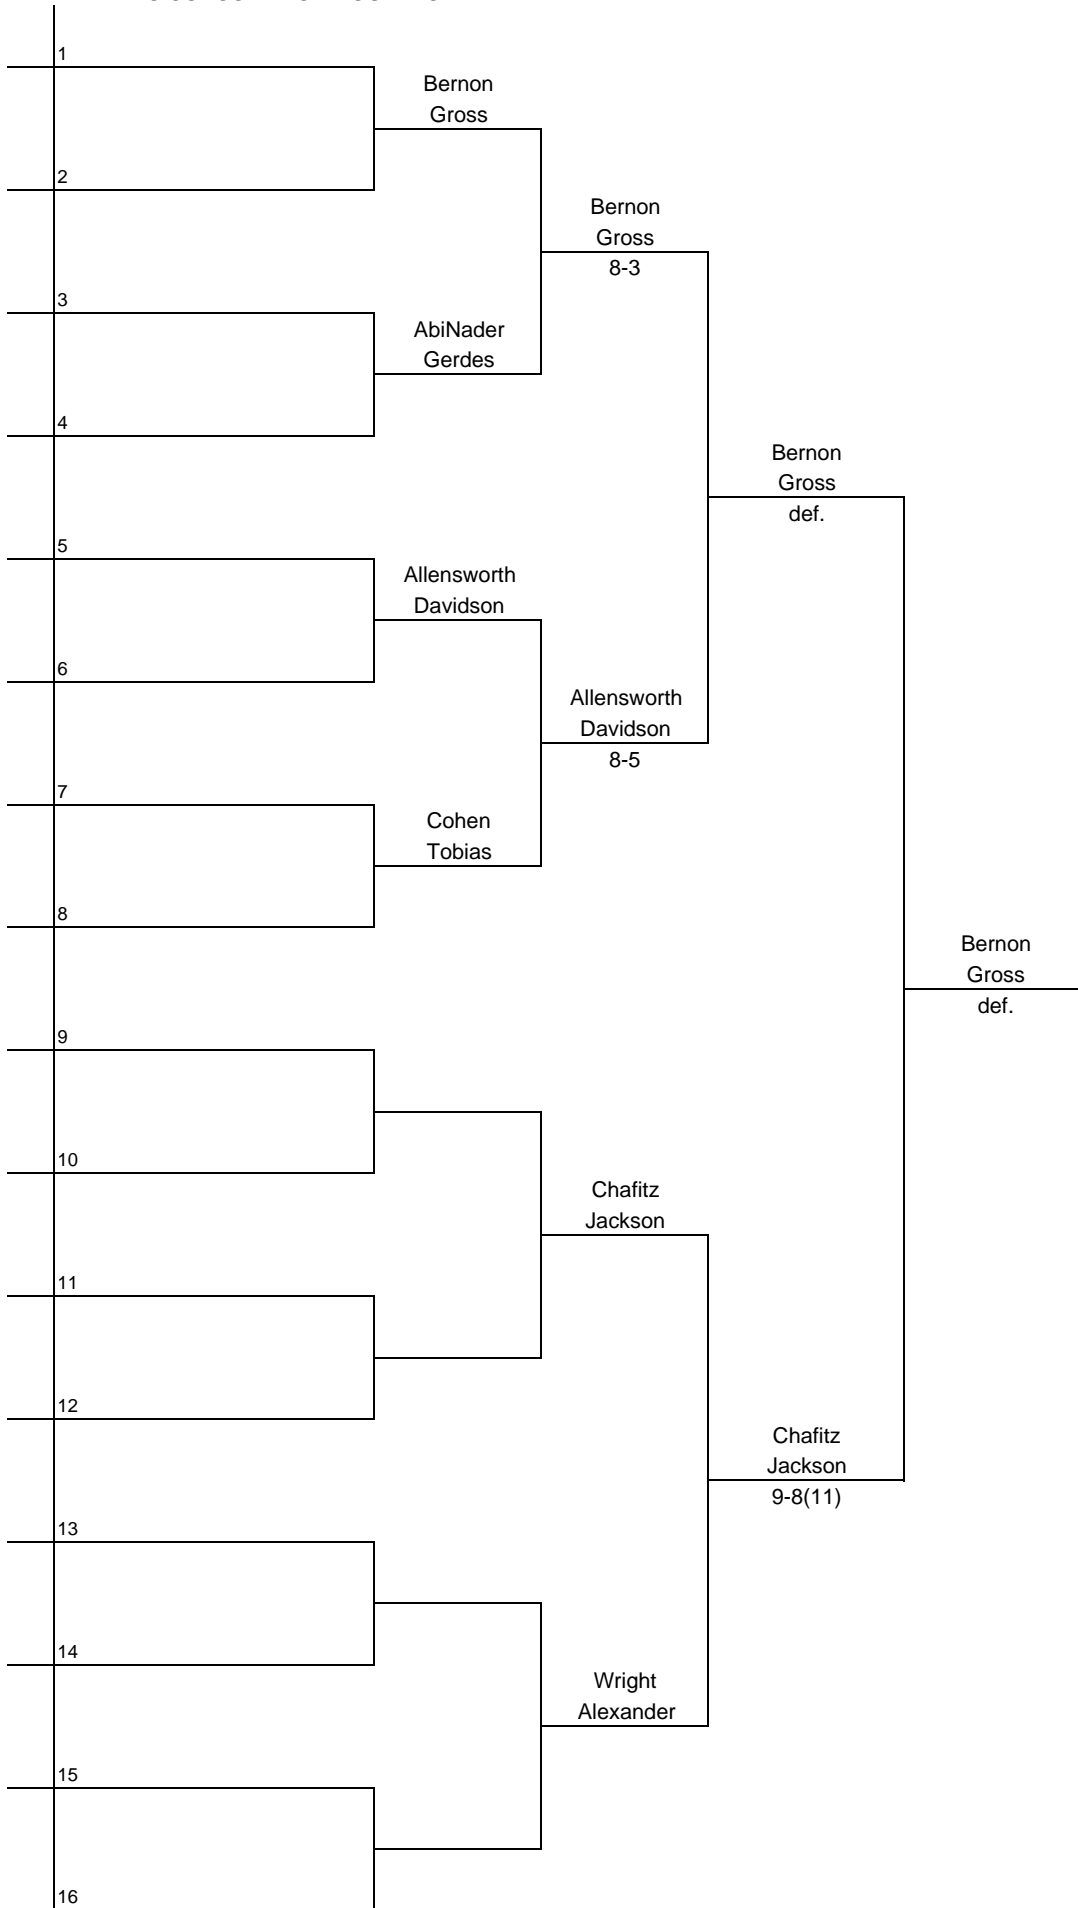 1
Bernon
Gross
2
Bernon
Gross
8-3
3
AbiNader
Gerdes
4
Bernon
Gross
def.
5
Allensworth
Davidson
6
Allensworth
Davidson
8-5
7
Cohen
Tobias
8
Bernon
Gross
def.
9
10
Chafitz
Jackson
11
12
Chafitz
Jackson
9-8(11)
13
14
Wright
Alexander
15
16